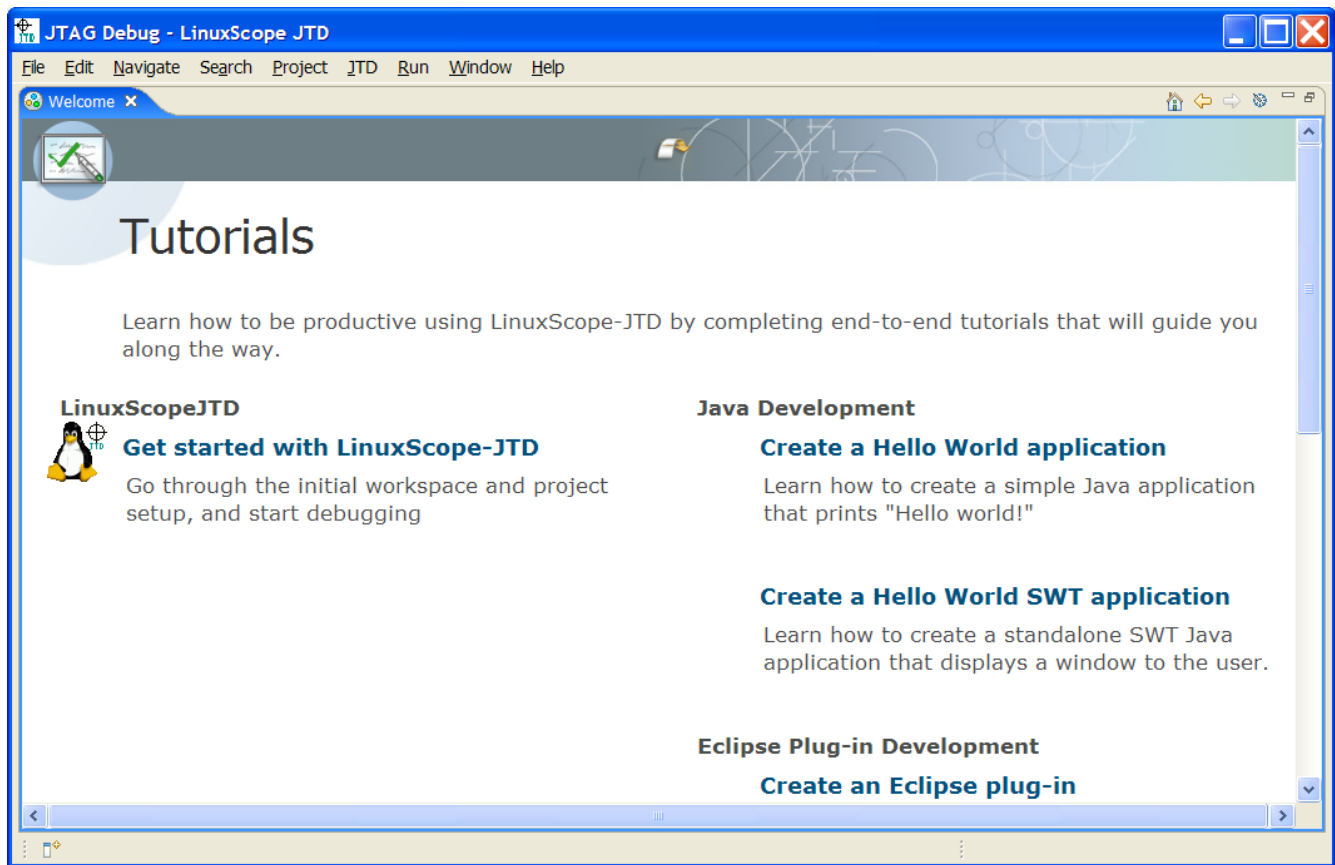 JTAG Debug - LinuxScope JTD
File Edit Navigate Search Project JTD Run Window Help
Welcome
Tutorials
Learn how to be productive using LinuxScope-JTD by completing end-to-end tutorials that will guide you
along the way.
LinuxScopeJTD
Get started with LinuxScope-JTD
Go through the initial workspace and project
setup, and start debugging
Java Development
Create a Hello World application
Learn how to create a simple Java application
that prints "Hello world!"
Create a Hello World SWT application
Learn how to create a standalone SWT Java
application that displays a window to the user.
Eclipse Plug-in Development
Create an Eclipse plug-in